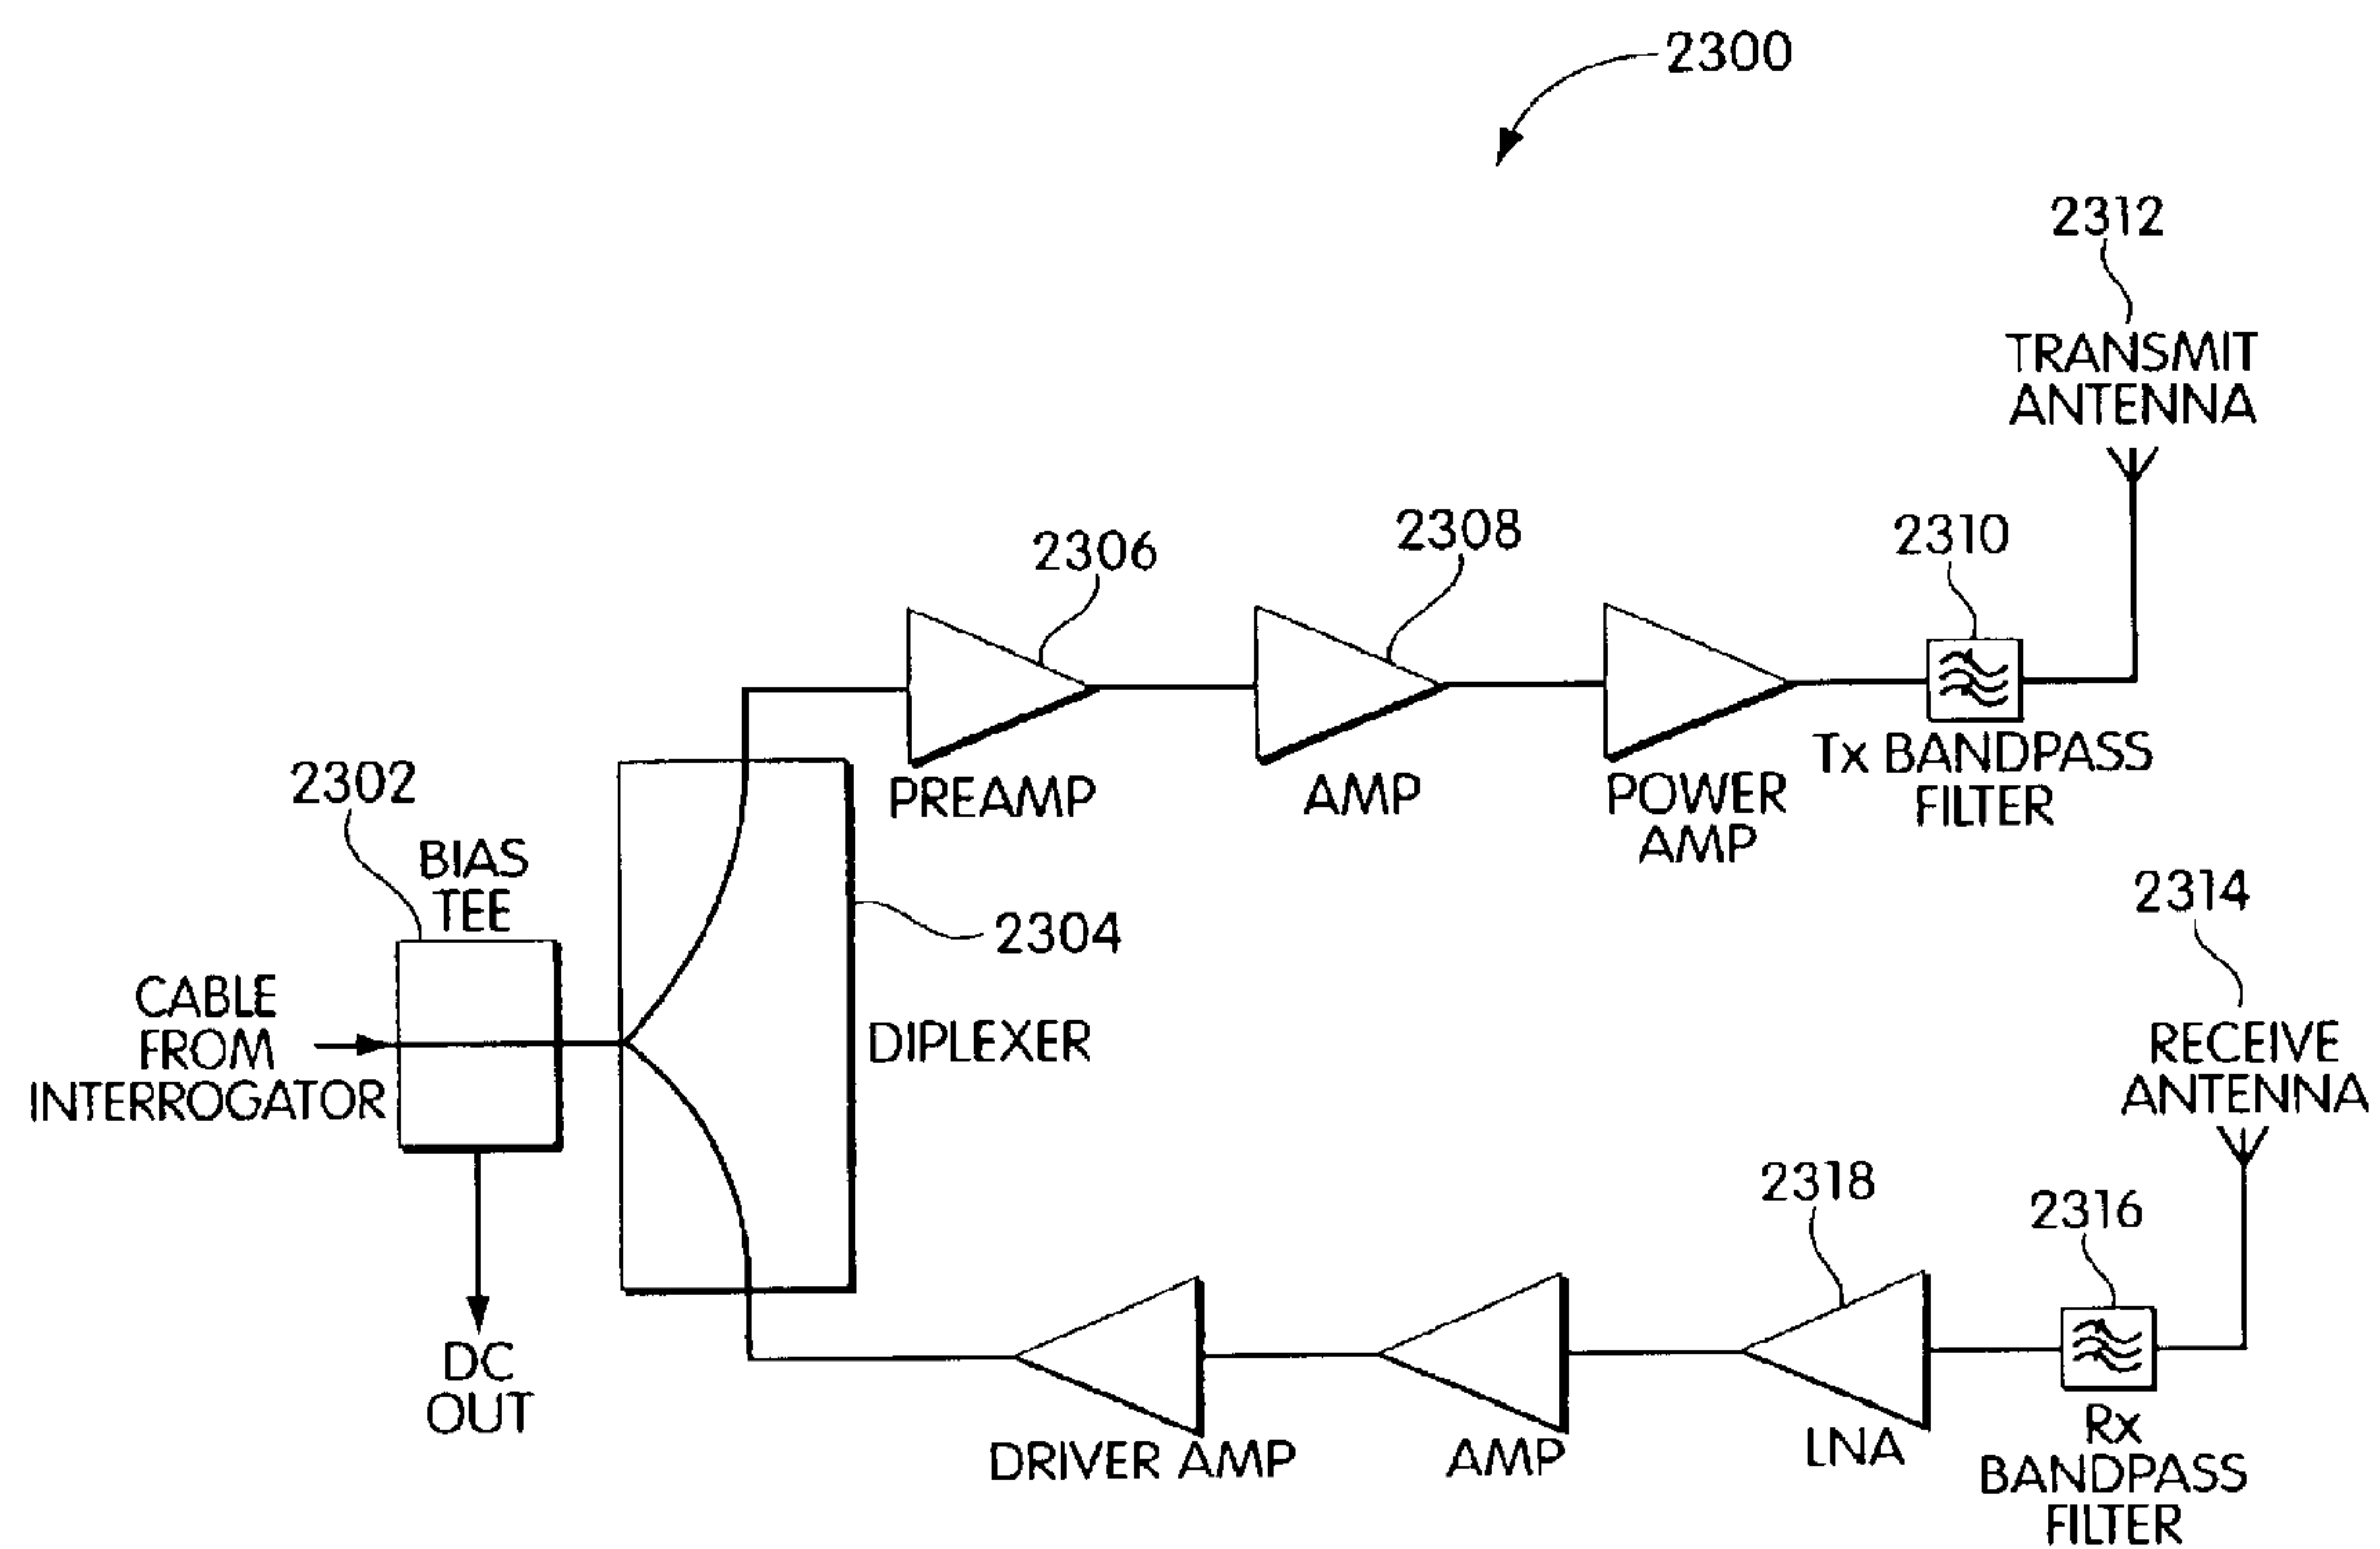 2300
2312
TRANSMIT
ANTENNA
2306
2308
2310
PREAMP
AMP
POWER
AMP
Tx BANDPASS
FILTER
2302
BIAS
TEE
2304
CABLE
FROM
INTERROGATOR
DIPLEXER
2314
RECEIVE
ANTENNA
2318
2316
DC
OUT
DRIVER AMP
AMP
LNA
Rx
BANDPASS
FILTER